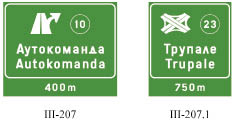 10
Аутокоманда
Autokomanda
400m
III-207
23
Трупале
Trupale
750m
III-207.1